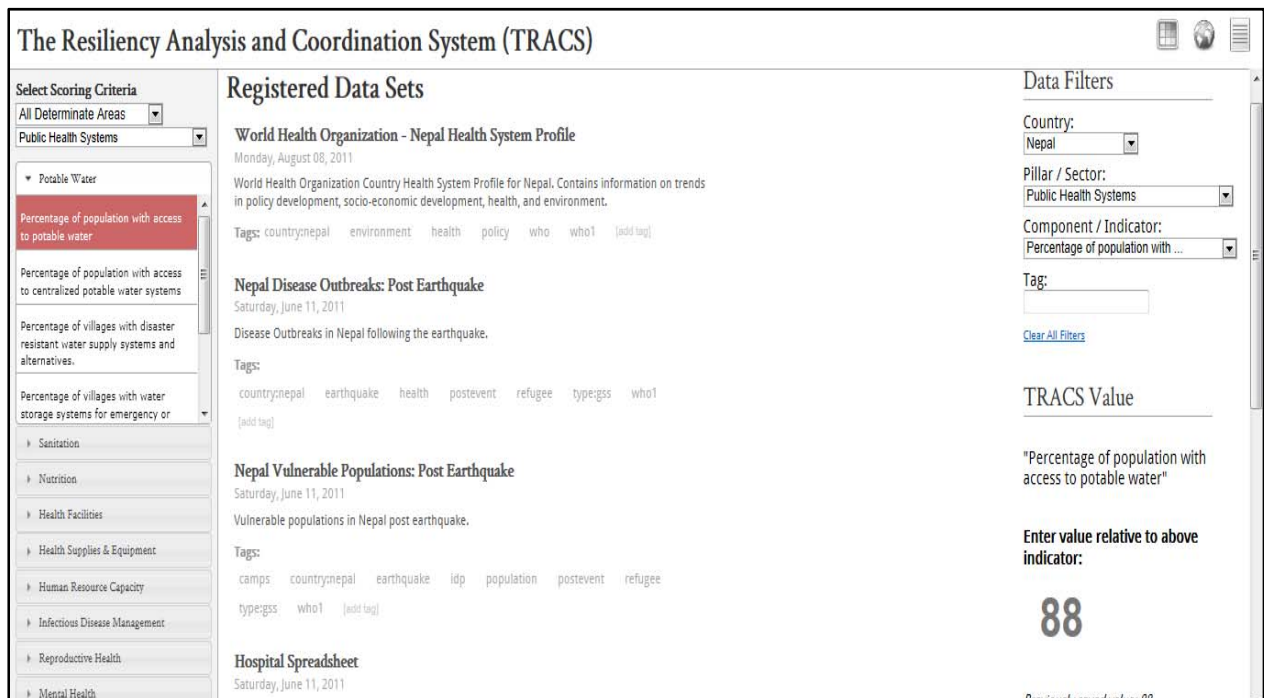 The Resiliency Analysis and Coordination System (TRACS)
Select Scoring Criteria
All Determinate Areas
Public Health Systems
Potable Water
Percentage of population with access
to potable water
Percentage of population with access
to centralized potable water systems
Percentage of villages with disaster
resistant water supply systems and
alternatives.
Percentage of villages with water
storage systems for emergency or
Sanitation
Nutrition
Health Facilities
Health Supplies & Equipment
Human Resource Capacity
Infectious Disease Management
Reproductive Health
Mental Health
Registered Data Sets
World Health Organization - Nepal Health System Profile
Monday, August 08, 2011
World Health Organization Country Health System Profile for Nepal. Contains information on trends
in policy development, socio-economic development, health, and environment.
Tags: country:nepal environment health policy who who1 [add tag]
Nepal Disease Outbreaks: Post Earthquake
Saturday, June 11, 2011
Disease Outbreaks in Nepal following the earthquake.
Tags:
country:nepal earthquake health postevent refugee type:gss who1
[add tag]
Nepal Vulnerable Populations: Post Earthquake
Saturday, June 11, 2011
Vulnerable populations in Nepal post earthquake.
Tags:
camps country:nepal earthquake idp population postevent refugee
type:gss who1 [add tag]
Hospital Spreadsheet
Saturday, June 11, 2011
Data Filters
Country:
Nepal
Pillar / Sector:
Public Health Systems
Component / Indicator:
Percentage of population with ...
Tag:
Clear All Filters
TRACS Value
"Percentage of population with
access to potable water"
Enter value relative to above
indicator:
88